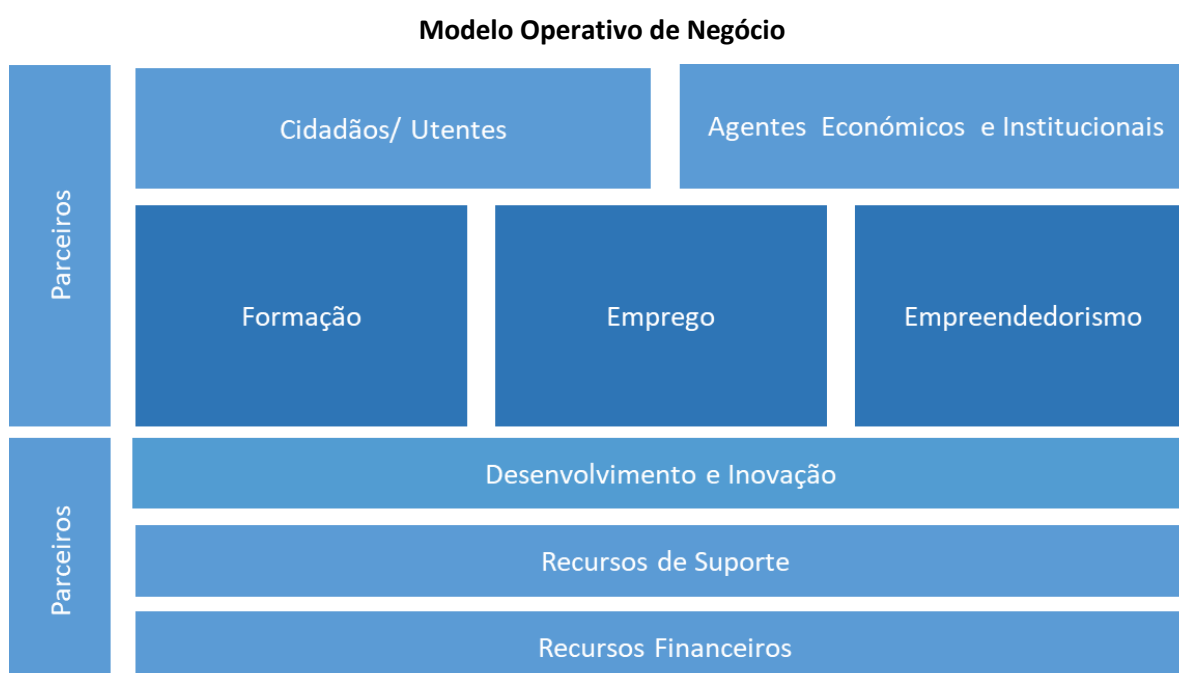 Modelo Operativo de Negócio
Parceiros
Cidadãos/ Utentes
Agentes Económicos e Institucionais
Formação
Emprego
Empreendedorismo
Parceiros
Desenvolvimento e Inovação
Recursos de Suporte
Recursos Financeiros